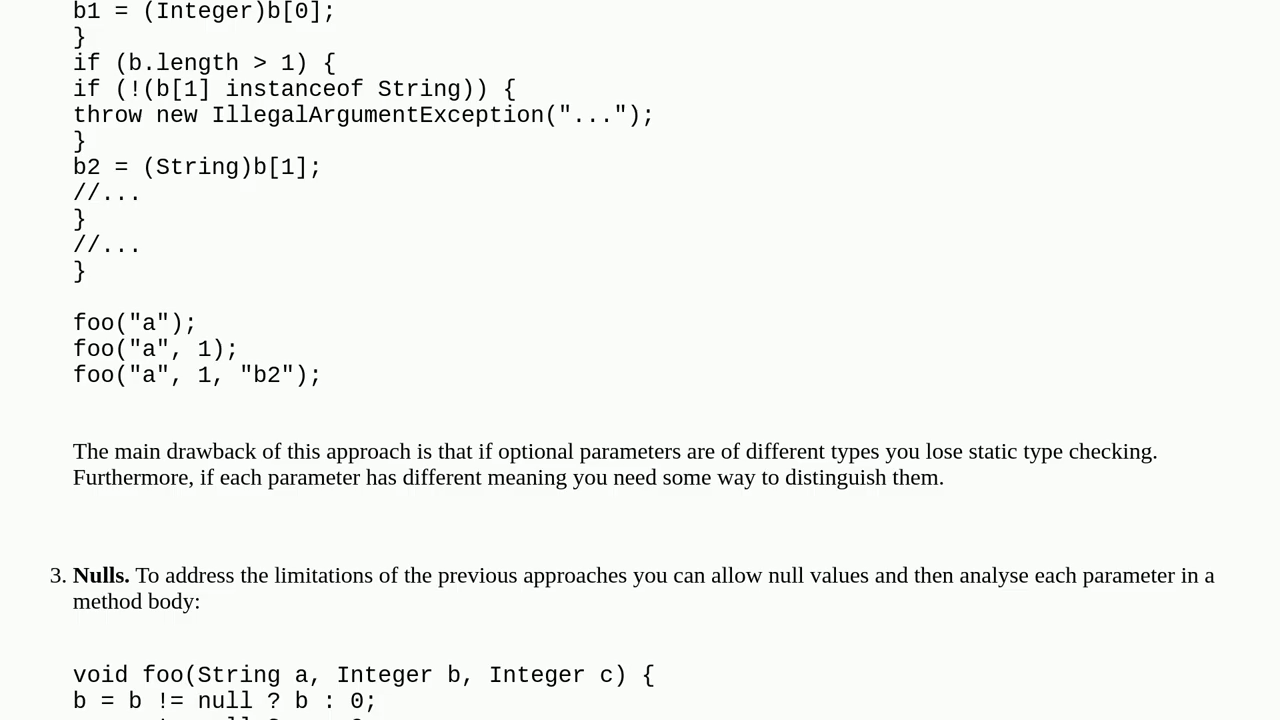 b1 = (Integer)b[0];
}
if (b.length > 1) {
if (!(b[1] instanceof String)) {
throw new IllegalArgumentException("...");
}
b2 = (String)b[1];
//...
}
//...
}
foo("a");
foo("a", 1);
foo("a", 1, "b2");
The main drawback of this approach is that if optional parameters are of different types you lose static type checking.
Furthermore, if each parameter has different meaning you need some way to distinguish them.
3. Nulls. To address the limitations of the previous approaches you can allow null values and then analyse each parameter in a
method body:
void foo(String a, Integer b, Integer c) {
b = b != null ? b : 0;